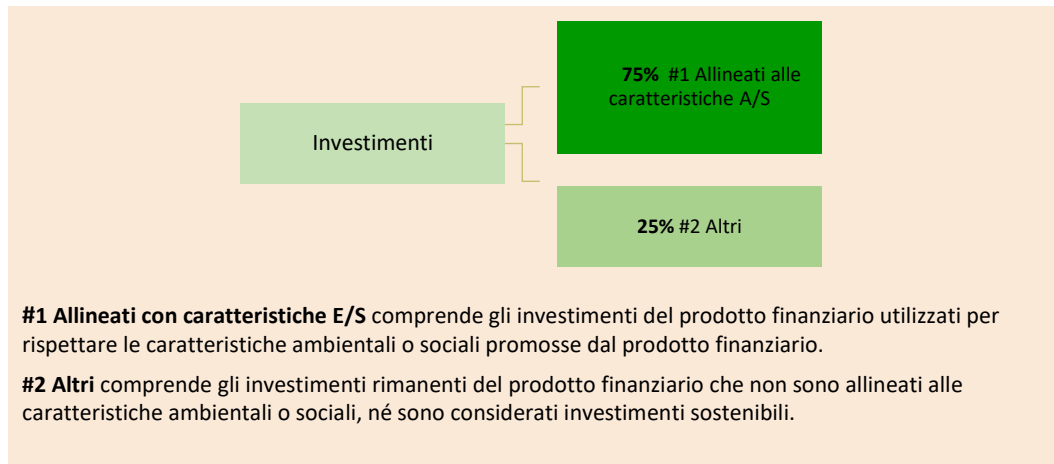 75% #1 Allineati alle
caratteristiche A/S
Investimenti
25% #2 Altri
#1 Allineati con caratteristiche E/S comprende gli investimenti del prodotto finanziario utilizzati per
rispettare le caratteristiche ambientali o sociali promosse dal prodotto finanziario.
#2 Altri comprende gli investimenti rimanenti del prodotto finanziario che non sono allineati alle
caratteristiche ambientali o sociali, né sono considerati investimenti sostenibili.